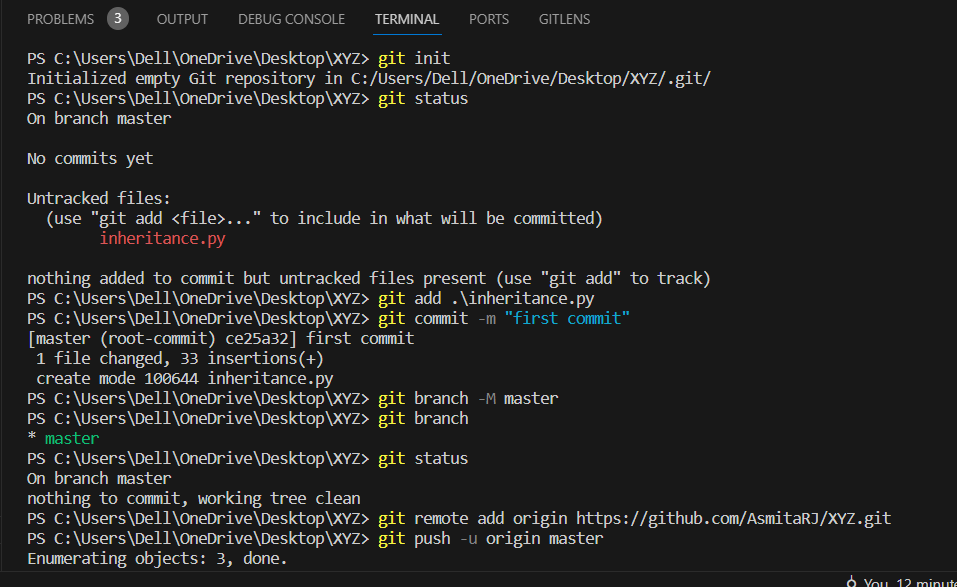 PROBLEMS 3 OUTPUT DEBUG CONSOLE TERMINAL PORTS GITLENS
PS C:\Users\Dell\OneDrive\Desktop\XYZ> git init
Initialized empty Git repository in C:/Users/Dell/OneDrive/Desktop/XYZ/.git/
PS C:\Users\Dell\OneDrive\Desktop\XYZ> git status
On branch master
No commits yet
Untracked files:
(use "git add <file>..." to include in what will be committed)
inheritance.py
nothing added to commit but untracked files present (use "git add" to track)
PS C:\Users\Dell\OneDrive\Desktop\XYZ> git add .\inheritance.py
PS C:\Users\Dell\OneDrive\Desktop\XYZ> git commit -m "first commit"
[master (root-commit) ce25a32] first commit
1 file changed, 33 insertions(+)
create mode 100644 inheritance.py
PS C:\Users\Dell\OneDrive\Desktop\XYZ> git branch -M master
PS C:\Users\Dell\OneDrive\Desktop\XYZ> git branch
* master
PS C:\Users\Dell\OneDrive\Desktop\XYZ> git status
On branch master
nothing to commit, working tree clean
PS C:\Users\Dell\OneDrive\Desktop\XYZ> git remote add origin https://github.com/AsmitaRJ/XYZ.git
PS C:\Users\Dell\OneDrive\Desktop\XYZ> git push -u origin master
Enumerating objects: 3, done.
You, 12 minute